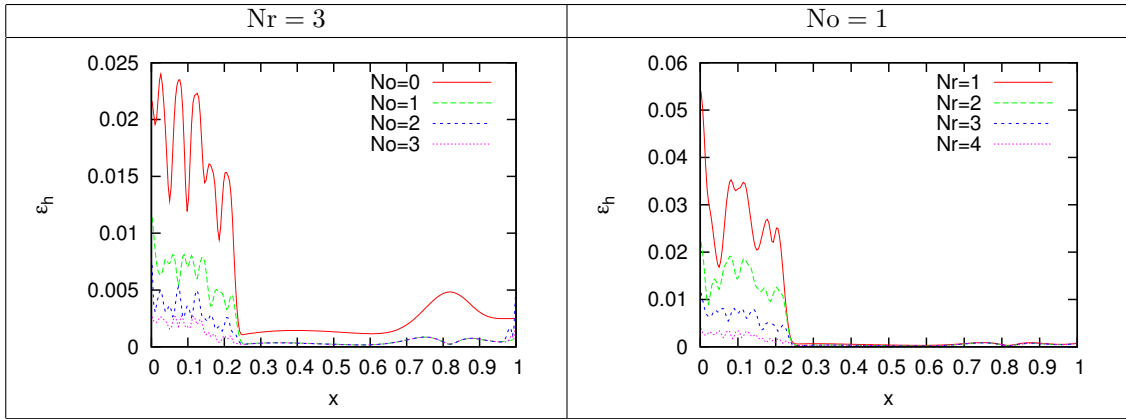 Nr = 3
No = 1
0.025
0.02
0.015
0.01
0.005
0
ε_h
No=0
No=1
No=2
No=3
0 0.1 0.2 0.3 0.4 0.5 0.6 0.7 0.8 0.9 1
x
0.06
0.05
0.04
0.03
0.02
0.01
0
ε_h
Nr=1
Nr=2
Nr=3
Nr=4
0 0.1 0.2 0.3 0.4 0.5 0.6 0.7 0.8 0.9 1
x